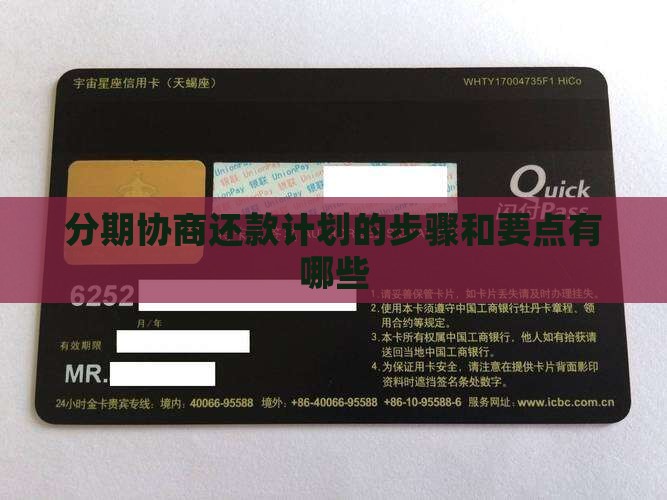 宇宙星座信用卡（天蝎座）
WHTY17004735F1 HiCo
UnionPay 银联 UnionPay 银联 UnionPay
Quick
闪付Pass
分期协商还款计划的步骤和要点有
哪些
6252
1.请妥善保管卡片，如卡片丢失请及时办理挂失。
2.使用本卡须遵守中国工商银行牡丹卡章程、领
用合约等规定。
月/年
有效期限
3.本卡所有权属中国工商银行，他人如有拾获请
送回当地中国工商银行。
MR.
4.为保证用卡安全，请注意在提供卡片背面影印
资料时遮挡签名条处数字。
24小时金卡贵宾专线：境内：40066-95588 境外：+86-40066-95588 +86-10-95588-6 服务网址：www.icbc.com.cn